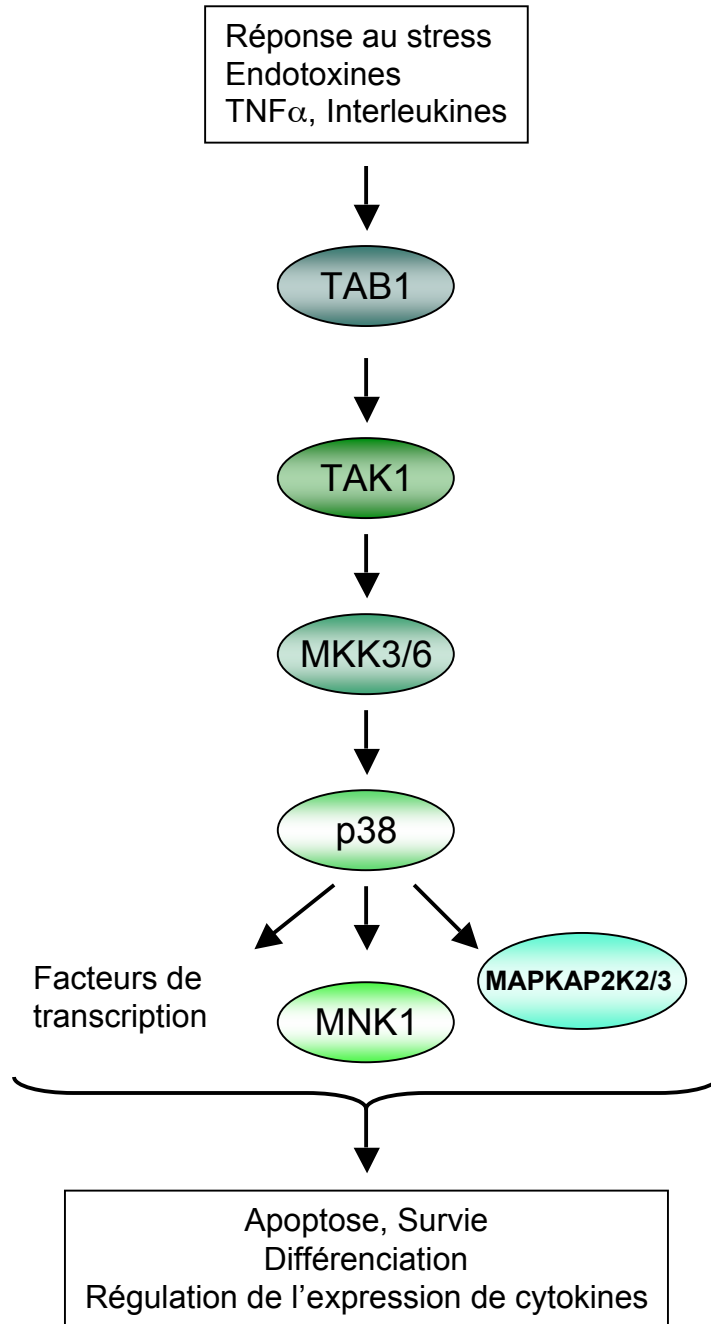 Réponse au stress
Endotoxines
TNFα, Interleukines
TAB1
TAK1
MKK3/6
p38
Facteurs de
transcription
MNK1
MAPKAP2K2/3
Apoptose, Survie
Différenciation
Régulation de l’expression de cytokines